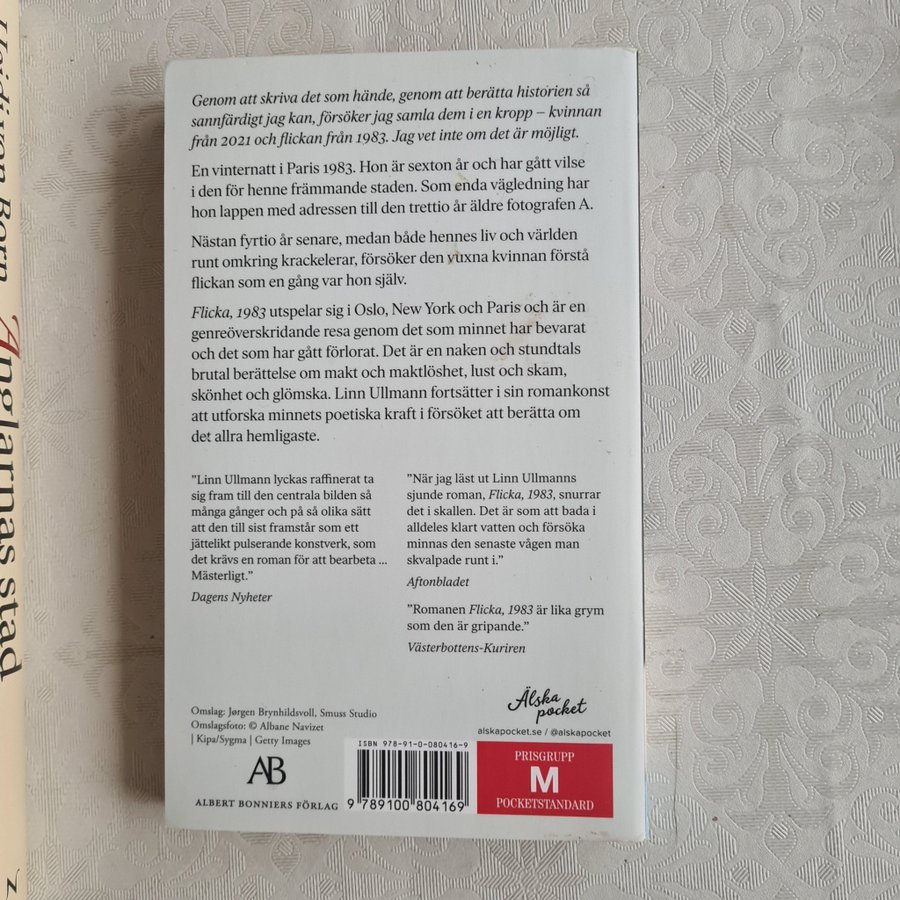 Heidi von Born Änglarnas stad
Genom att skriva det som hände, genom att berätta historien så
sannfärdigt jag kan, försöker jag samla dem i en kropp – kvinnan
från 2021 och flickan från 1983. Jag vet inte om det är möjligt.
En vinternatt i Paris 1983. Hon är sexton år och har gått vilse
i den för henne främmande staden. Som enda vägledning har
hon lappen med adressen till den trettio år äldre fotografen A.
Nästan fyrtio år senare, medan både hennes liv och världen
runt omkring krackelerar, försöker den vuxna kvinnan förstå
flickan som en gång var hon själv.
Flicka, 1983 utspelar sig i Oslo, New York och Paris och är en
genreöverskridande resa genom det som minnet har bevarat
och det som har gått förlorat. Det är en naken och stundtals
brutal berättelse om makt och maktlöshet, lust och skam,
skönhet och glömska. Linn Ullmann fortsätter i sin romankonst
att utforska minnets poetiska kraft i försöket att berätta om
det allra hemligaste.
”Linn Ullmann lyckas raffinerat ta
sig fram till den centrala bilden så
många gånger och på så olika sätt
att den till sist framstår som ett
jättelikt pulserande konstverk, som
det krävs en roman för att bearbeta ...
Mästerligt.”
Dagens Nyheter
”När jag läst ut Linn Ullmanns
sjunde roman, Flicka, 1983, snurrar
det i skallen. Det är som att bada i
alldeles klart vatten och försöka
minnas den senaste vågen man
skvalpade runt i.”
Aftonbladet
”Romanen Flicka, 1983 är lika grym
som den är gripande.”
Västerbottens-Kuriren
Omslag: Jørgen Brynhildsvoll, Smuss Studio
Omslagsfoto: © Albane Navizet
| Kipa/Sygma | Getty Images
AB
ALBERT BONNIERS FÖRLAG
Älska
pocket
alskapocket.se / @alskapocket
ISBN 978-91-0-080416-9
9 789100 804169
PRISGRUPP
M
POCKETSTANDARD